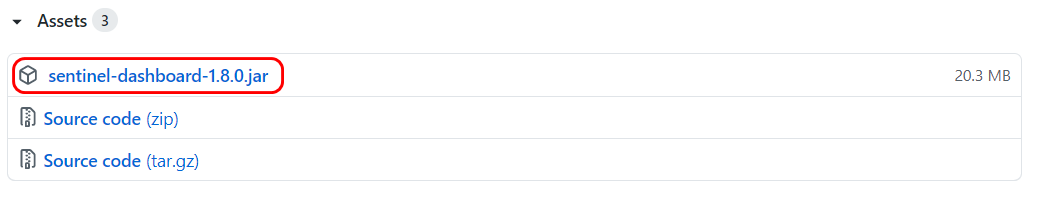 Assets 3
sentinel-dashboard-1.8.0.jar 20.3 MB
Source code (zip)
Source code (tar.gz)